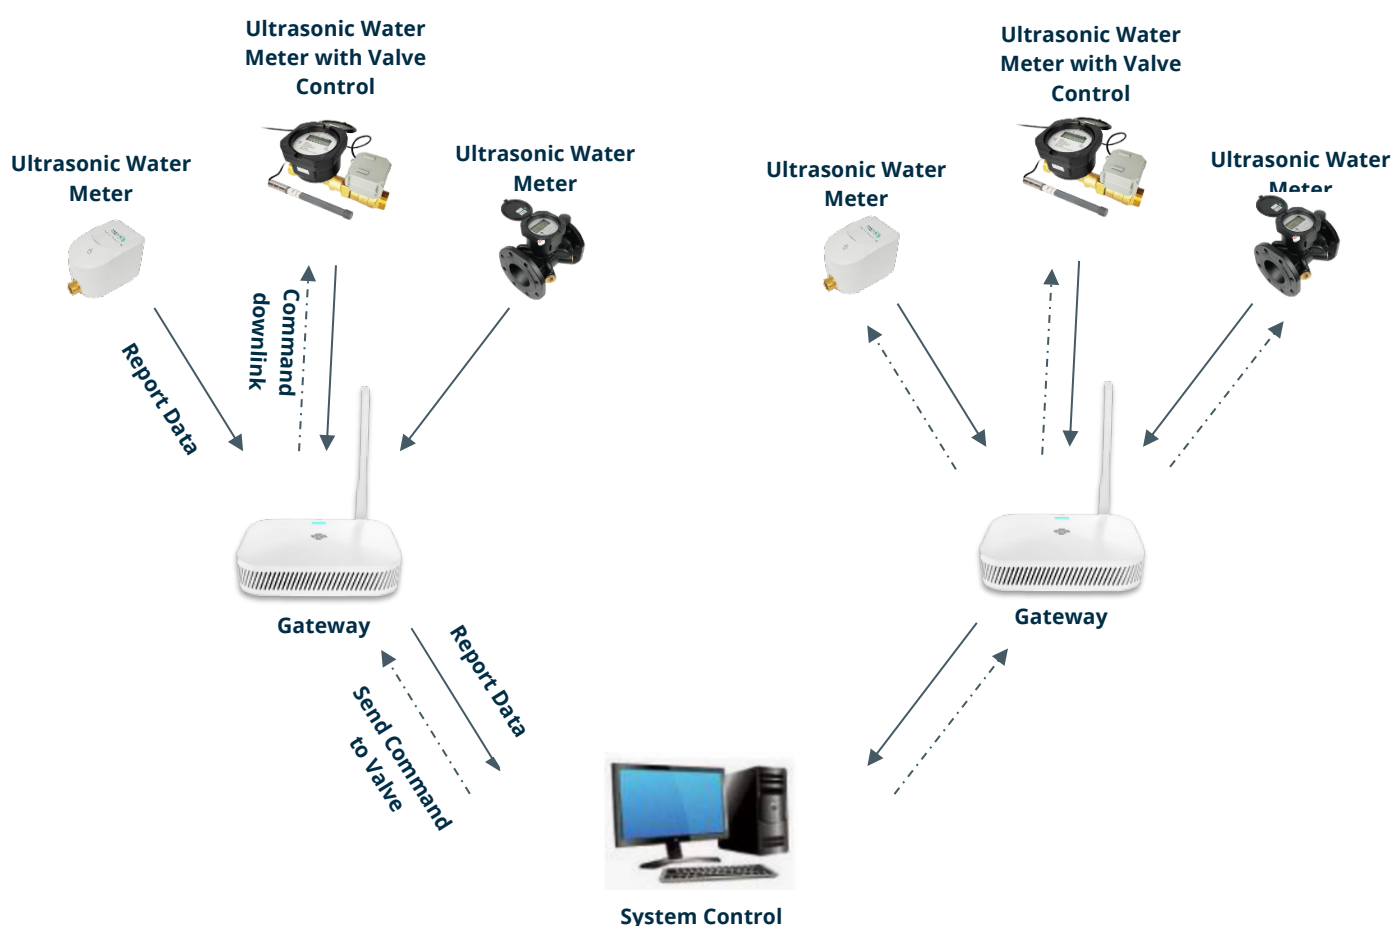 Ultrasonic Water
Meter with Valve
Control
Ultrasonic Water
Meter
Ultrasonic Water
Meter
Command
downlink
Report Data
Gateway
Report Data
Send Command
to Valve
Ultrasonic Water
Meter with Valve
Control
Ultrasonic Water
Meter
Ultrasonic Water
Meter
Gateway
System Control